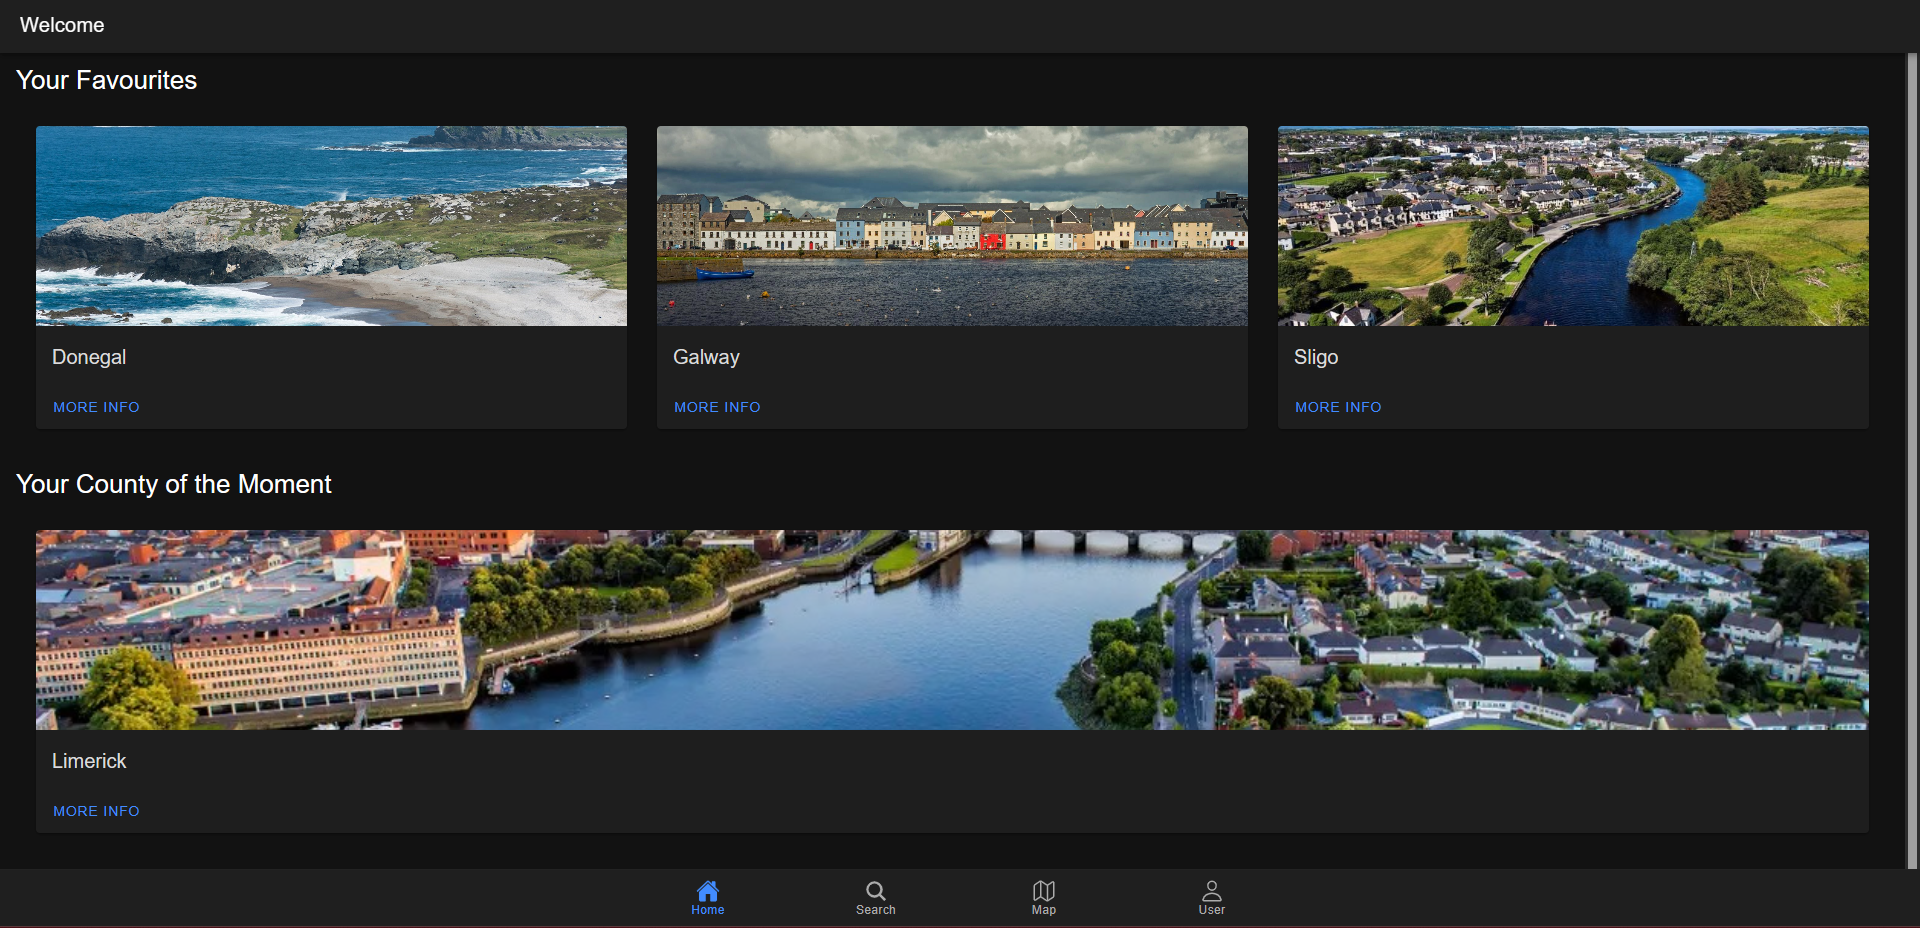 Welcome
Your Favourites
Donegal
MORE INFO
Galway
MORE INFO
Sligo
MORE INFO
Your County of the Moment
Limerick
MORE INFO
Home
Search
Map
User